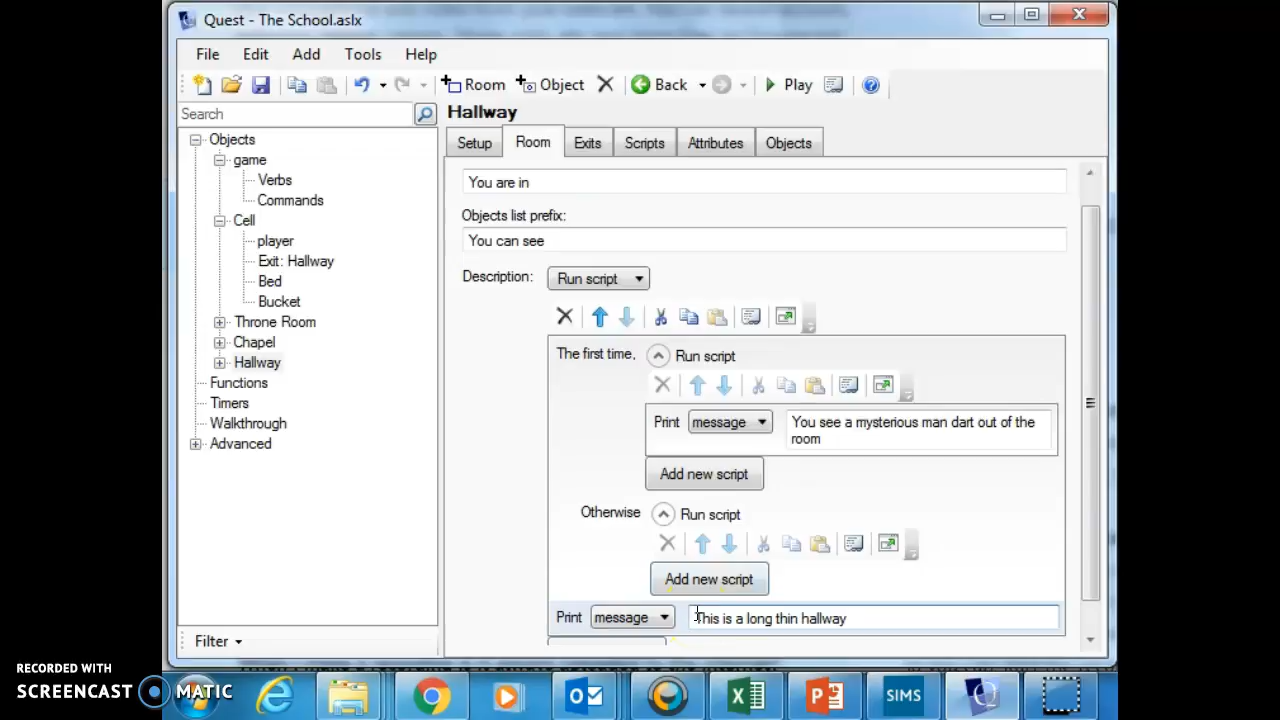 Quest - The School.aslx
File Edit Add Tools Help
Room Object Back Play
Search
Hallway
Setup Room Exits Scripts Attributes Objects
Objects
game
Verbs
Commands
Cell
player
Exit: Hallway
Bed
Bucket
Throne Room
Chapel
Hallway
Functions
Timers
Walkthrough
Advanced
Filter
You are in
Objects list prefix:
You can see
Description: Run script
The first time, Run script
Print message You see a mysterious man dart out of the
room
Add new script
Otherwise Run script
Add new script
Print message This is a long thin hallway
RECORDED WITH
SCREENCAST MATIC
SIMS